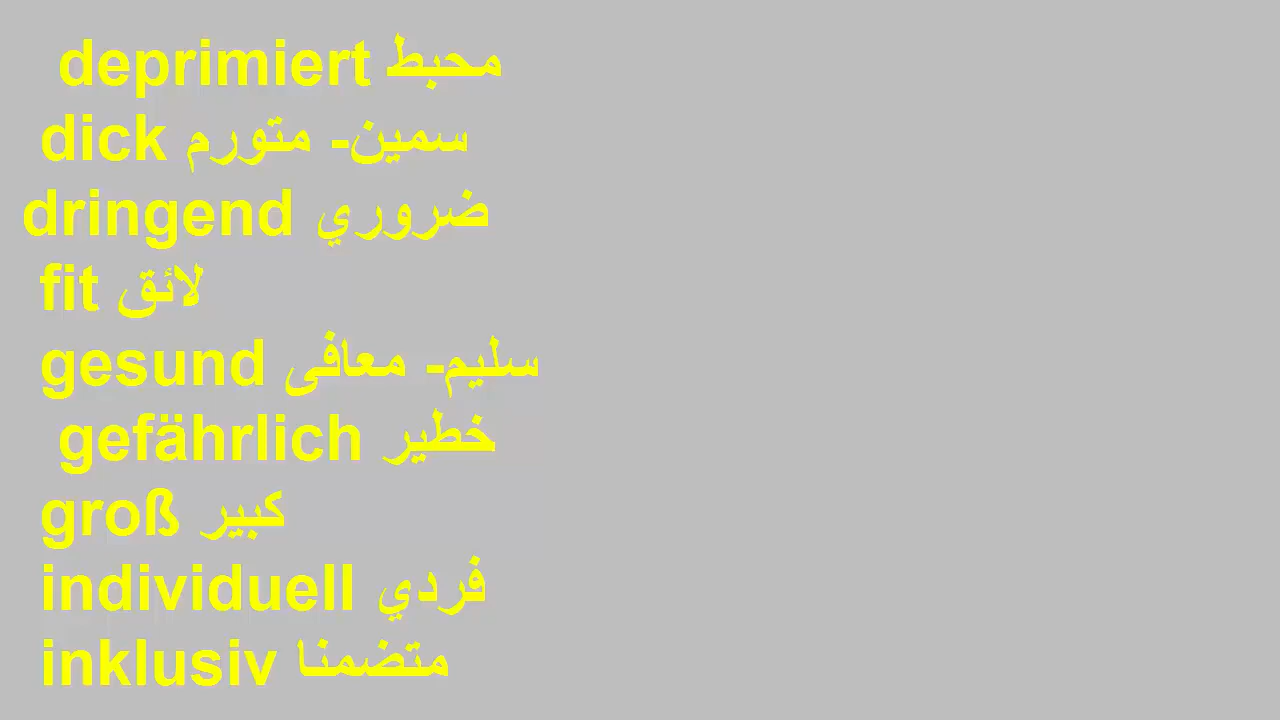 deprimiert محبط
dick سمين- متورم
dringend ضروري
fit لائق
gesund سليم- معافى
gefährlich خطير
groß كبير
individuell فردي
inklusiv متضمنا